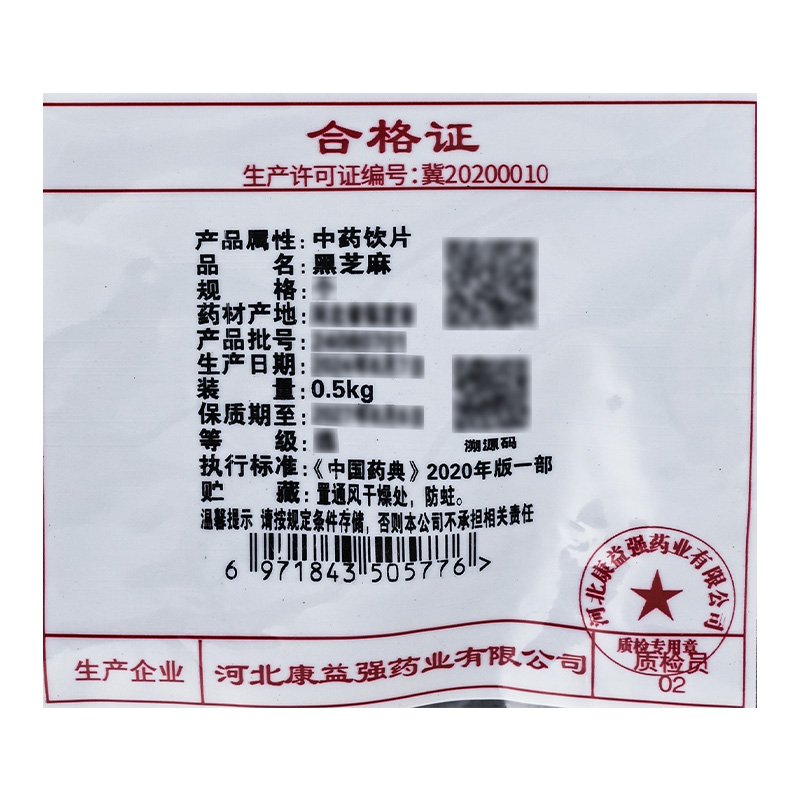 合格证
生产许可证编号:冀20200010
产品属性:中药饮片
品名:黑芝麻
规格:
药材产地:
产品批号:
生产日期:
装量:0.5kg
保质期至:
等级:
溯源码
执行标准:《中国药典》2020年版一部
贮藏:置通风干燥处,防蛀。
温馨提示 请按规定条件存储,否则本公司不承担相关责任
6 971843 505776 >
河北康益强药业有限公司
质检专用章
生产企业
河北康益强药业有限公司
质检员
02